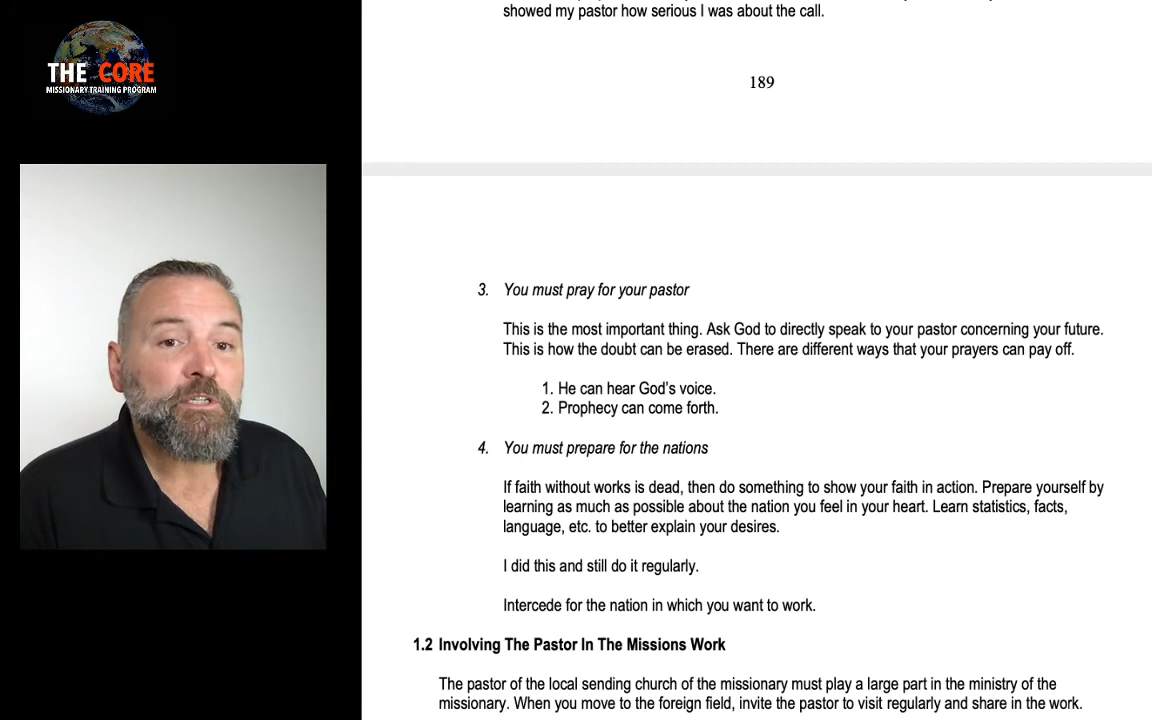 THE CORE
MISSIONARY TRAINING PROGRAM
showed my pastor how serious I was about the call.
189
3. You must pray for your pastor
This is the most important thing. Ask God to directly speak to your pastor concerning your future.
This is how the doubt can be erased. There are different ways that your prayers can pay off.
1. He can hear God's voice.
2. Prophecy can come forth.
4. You must prepare for the nations
If faith without works is dead, then do something to show your faith in action. Prepare yourself by
learning as much as possible about the nation you feel in your heart. Learn statistics, facts,
language, etc. to better explain your desires.
I did this and still do it regularly.
Intercede for the nation in which you want to work.
1.2 Involving The Pastor In The Missions Work
The pastor of the local sending church of the missionary must play a large part in the ministry of the
missionary. When you move to the foreign field, invite the pastor to visit regularly and share in the work.